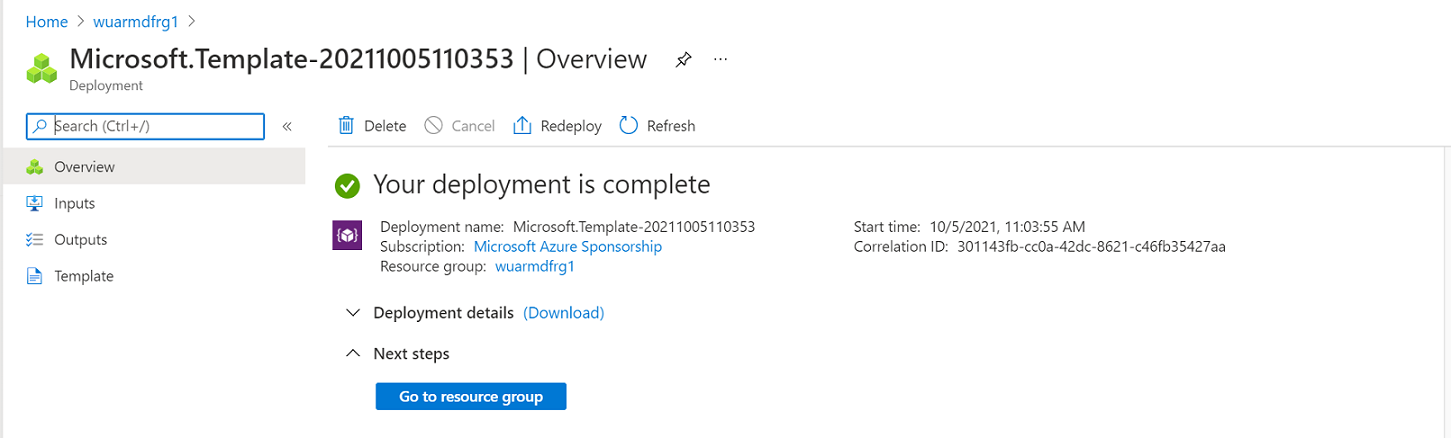 Home > wuarmdfrg1 >
Microsoft.Template-20211005110353 | Overview ...
Deployment
Search (Ctrl+/) «
Delete Cancel Redeploy Refresh
Overview
Inputs
Outputs
Template
Your deployment is complete
Deployment name: Microsoft.Template-20211005110353
Subscription: Microsoft Azure Sponsorship
Resource group: wuarmdfrg1
Start time: 10/5/2021, 11:03:55 AM
Correlation ID: 301143fb-cc0a-42dc-8621-c46fb35427aa
Deployment details (Download)
Next steps
Go to resource group